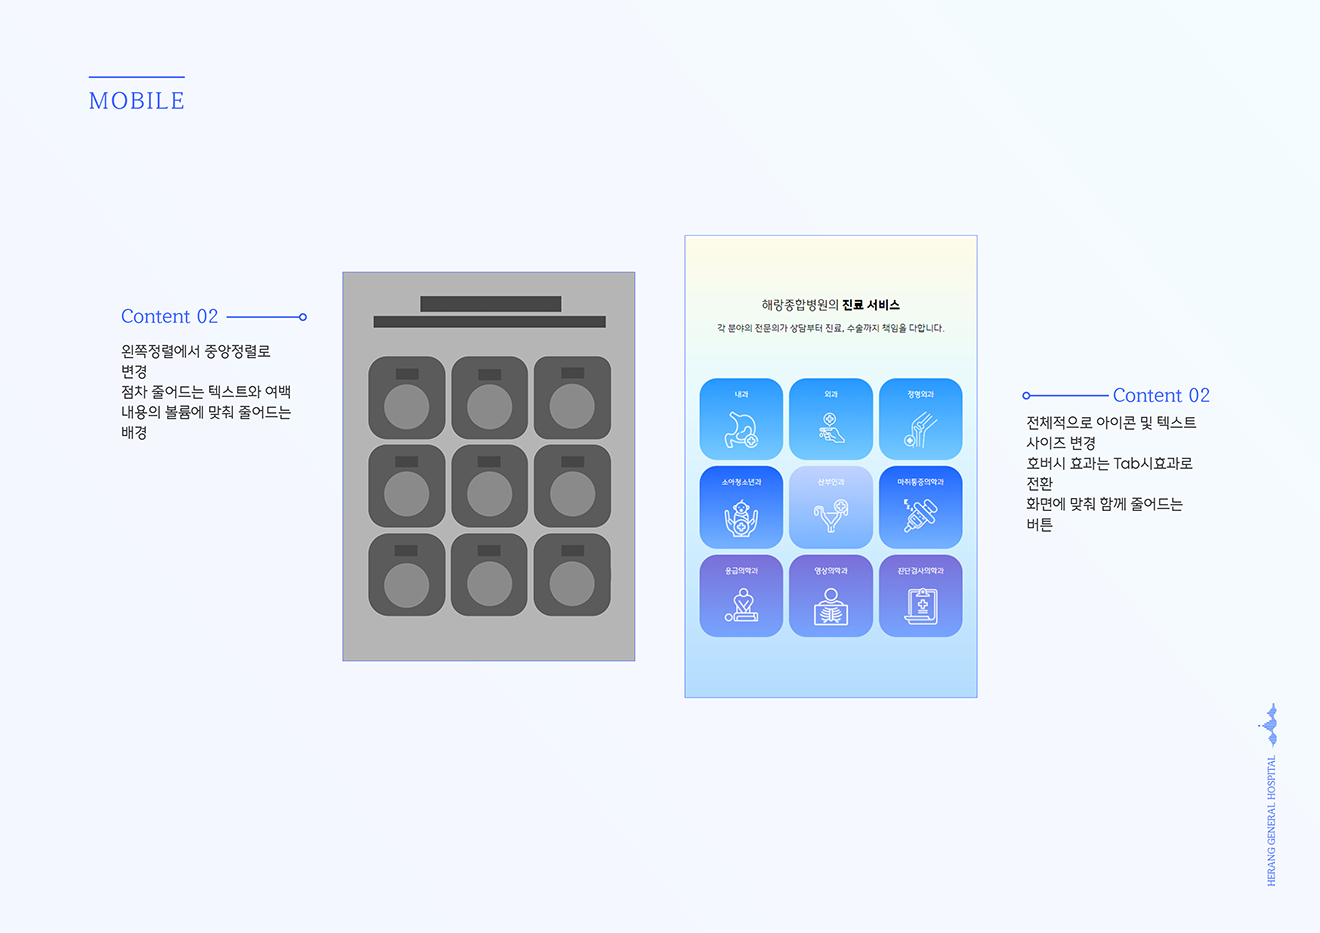 MOBILE
Content 02
왼쪽정렬에서 중앙정렬로
변경
점차 줄어드는 텍스트와 여백
내용의 볼륨에 맞춰 줄어드는
배경
해랑종합병원의 진료 서비스
각 분야의 전문의가 상담부터 진료, 수술까지 책임을 다합니다.
내과
외과
정형외과
소아청소년과
산부인과
마취통증의학과
응급의학과
영상의학과
진단검사의학과
Content 02
전체적으로 아이콘 및 텍스트
사이즈 변경
호버시 효과는 Tab시효과로
전환
화면에 맞춰 함께 줄어드는
버튼
HERANG GENERAL HOSPITAL